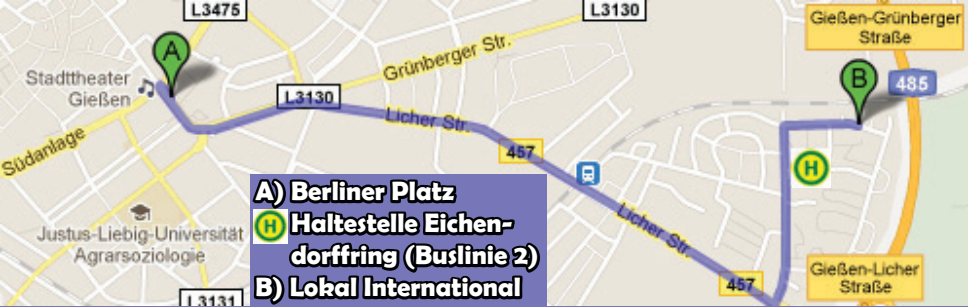 L3475
L3130
Gießen-Grünberger
Straße
A
Grünberger Str.
Stadttheater
Gießen
B
485
L3130
Licher Str.
Südanlage
457
H
A) Berliner Platz
H Haltestelle Eichen-
dorffring (Buslinie 2)
B) Lokal International
Justus-Liebig-Universität
Agrarsoziologie
Licher Str.
Gießen-Licher
Straße
457
L3131